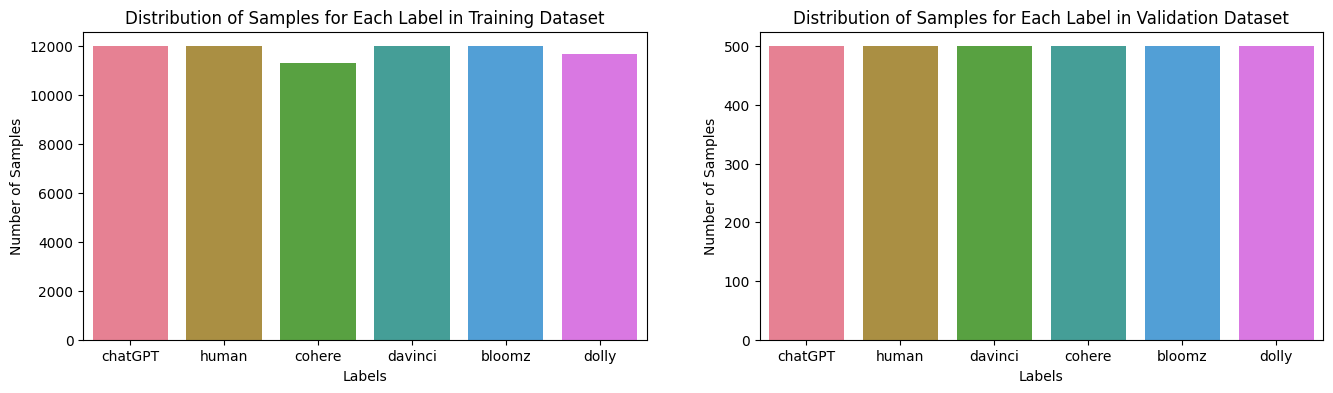 Distribution of Samples for Each Label in Training Dataset
Number of Samples
12000
10000
8000
6000
4000
2000
0
chatGPT human cohere davinci bloomz dolly
Labels
Distribution of Samples for Each Label in Validation Dataset
Number of Samples
500
400
300
200
100
0
chatGPT human davinci cohere bloomz dolly
Labels